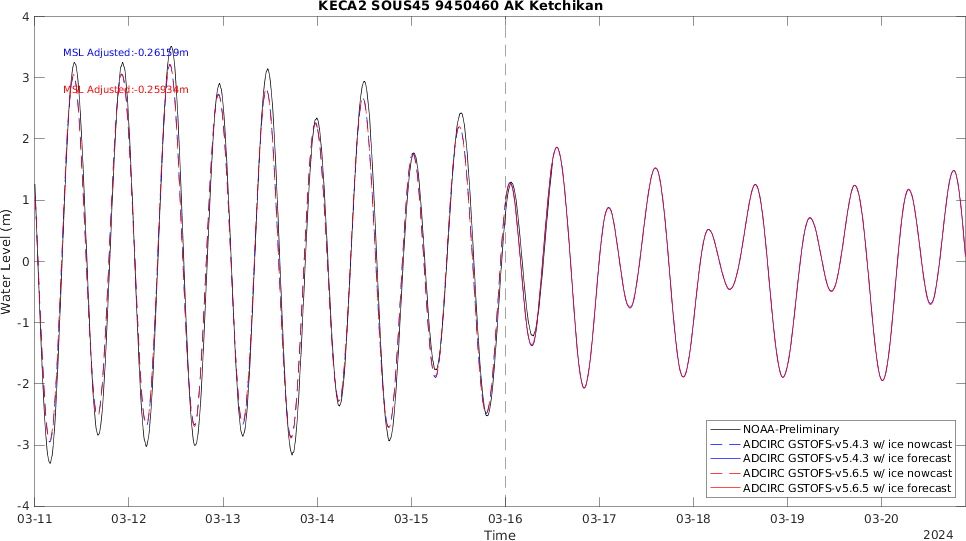 KECA2 SOUS45 9450460 AK Ketchikan
4
3
2
1
0
-1
-2
-3
-4
Water Level (m)
MSL Adjusted:-0.26159m
MSL Adjusted:-0.25934m
NOAA-Preliminary
ADCIRC GSTOFS-v5.4.3 w/ ice nowcast
ADCIRC GSTOFS-v5.4.3 w/ ice forecast
ADCIRC GSTOFS-v5.6.5 w/ ice nowcast
ADCIRC GSTOFS-v5.6.5 w/ ice forecast
03-11 03-12 03-13 03-14 03-15 03-16 03-17 03-18 03-19 03-20
Time
2024